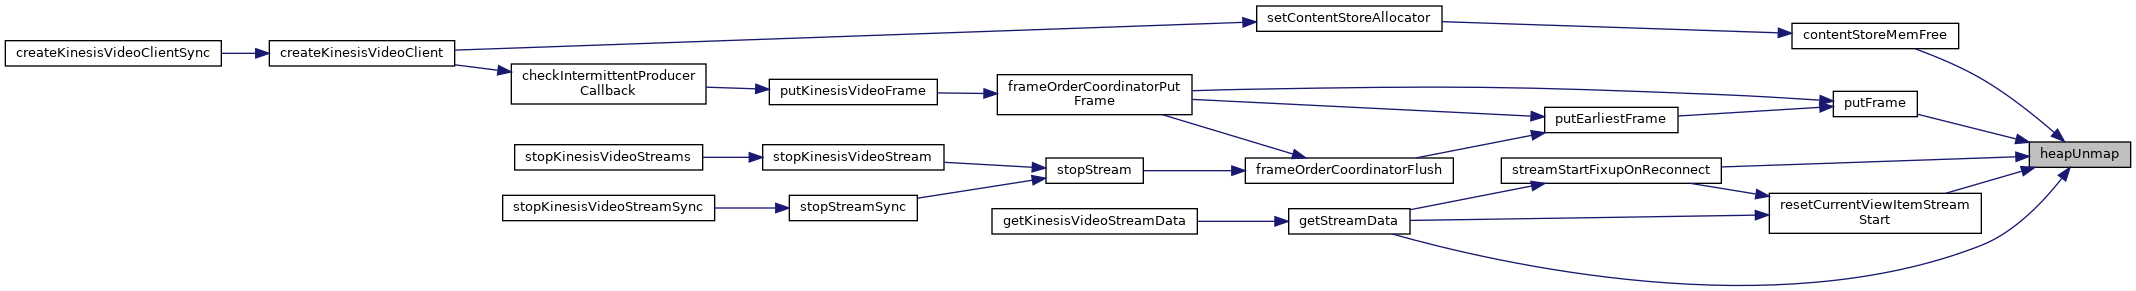 setContentStoreAllocator
contentStoreMemFree
createKinesisVideoClientSync
createKinesisVideoClient
checkIntermittentProducer
Callback
putKinesisVideoFrame
frameOrderCoordinatorPut
Frame
putFrame
putEarliestFrame
heapUnmap
stopKinesisVideoStreams
stopKinesisVideoStream
stopStream
frameOrderCoordinatorFlush
streamStartFixupOnReconnect
stopKinesisVideoStreamSync
stopStreamSync
resetCurrentViewItemStream
Start
getKinesisVideoStreamData
getStreamData